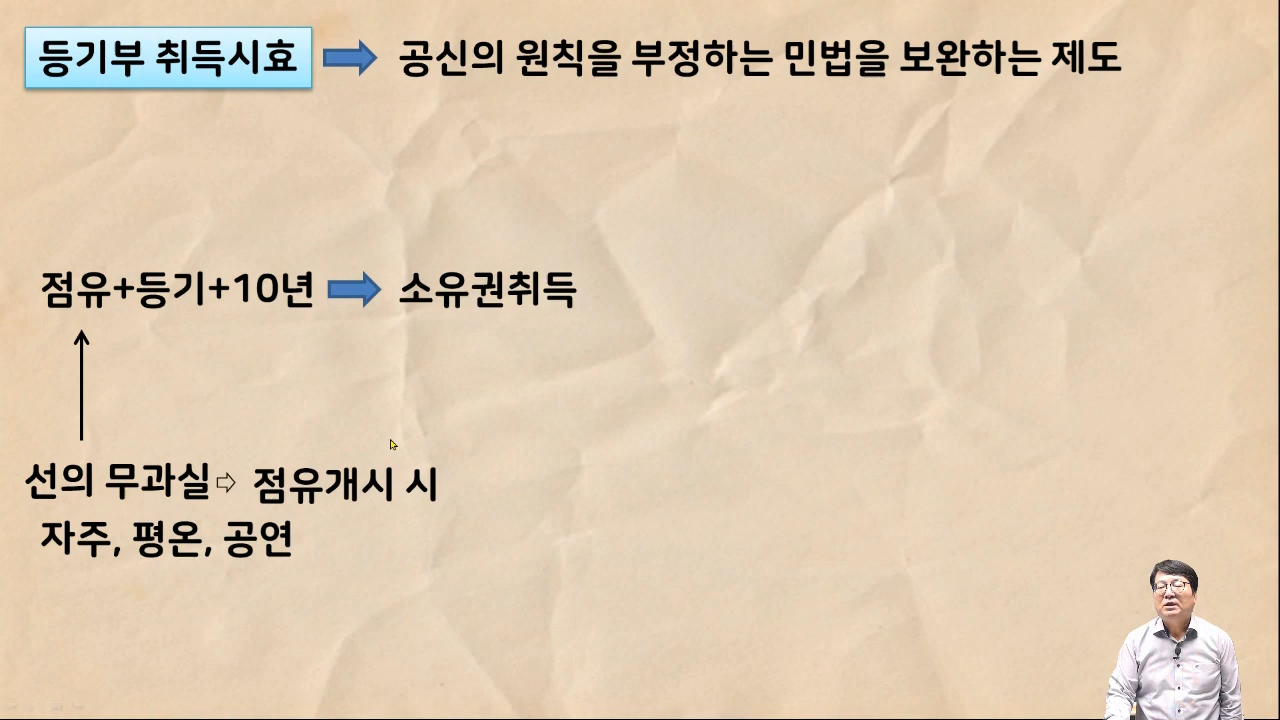 등기부 취득시효 ➡ 공신의 원칙을 부정하는 민법을 보완하는 제도
점유+등기+10년 ➡ 소유권취득
선의 무과실⇨ 점유개시 시
자주, 평온, 공연